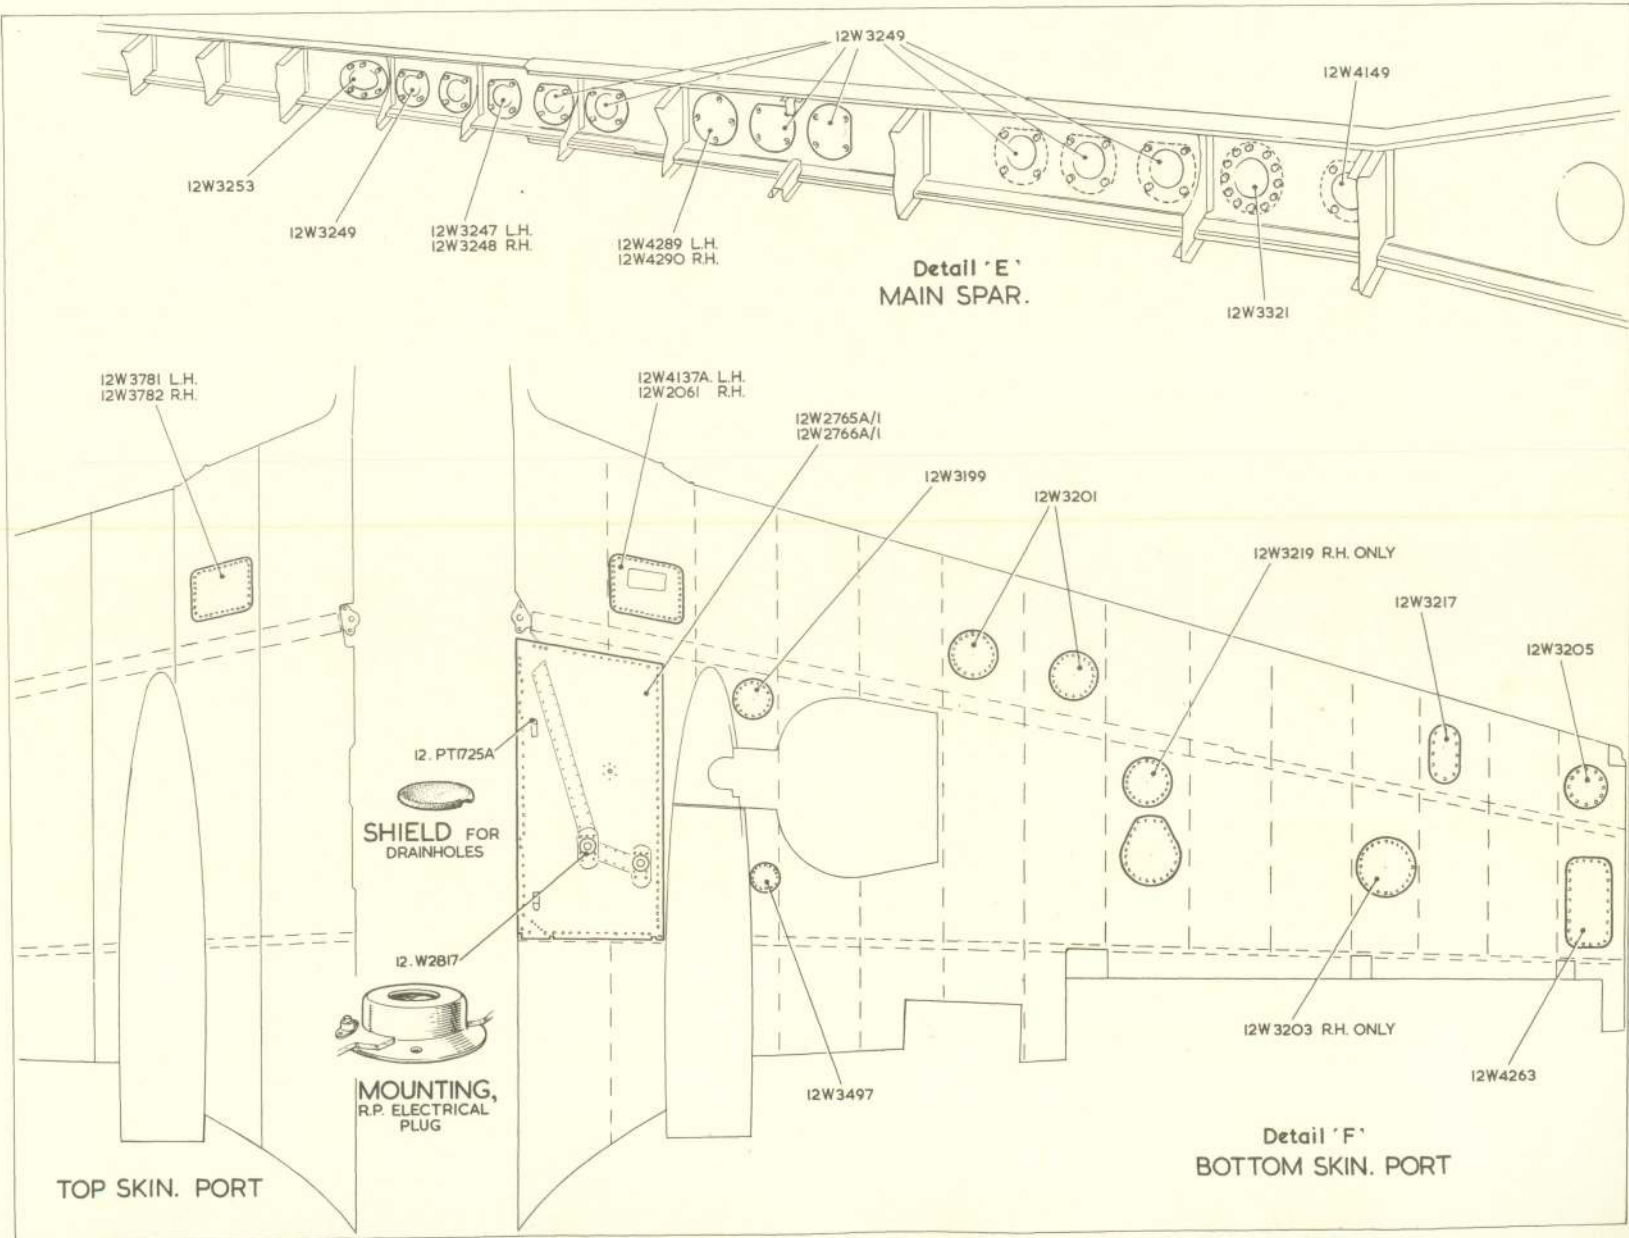 12W3249
12W4149
12W3253
12W3249
12W3247 L.H.
12W3248 R.H.
12W4289 L.H.
12W4290 R.H.
Detail 'E'
MAIN SPAR.
12W3321
12W3781 L.H.
12W3782 R.H.
12W4137A. L.H.
12W2061 R.H.
12W2765A/1
12W2766A/1
12W3199
12W3201
12W3219 R.H. ONLY
12W3217
12W3205
12.PT1725A
SHIELD FOR
DRAINHOLES
12.W2817
MOUNTING,
R.P. ELECTRICAL
PLUG
12W3497
12W3203 R.H. ONLY
12W4263
Detail 'F'
BOTTOM SKIN. PORT
TOP SKIN. PORT